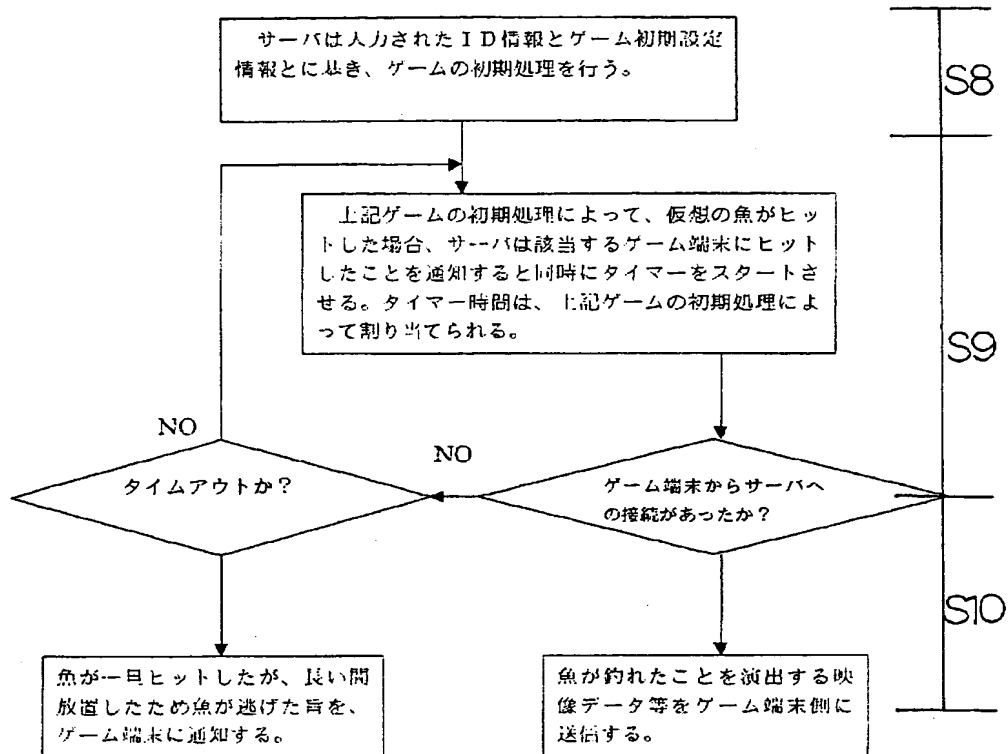 サーバは入力されたＩＤ情報とゲーム初期設定
情報とに基き、ゲームの初期処理を行う。
S8
上記ゲームの初期処理によって、仮想の魚がヒッ
トした場合、サーバは該当するゲーム端末にヒット
したことを通知すると同時にタイマーをスタートさ
せる。タイマー時間は、上記ゲームの初期処理によ
って割り当てられる。
S9
NO
NO
タイムアウトか？
ゲーム端末からサーバへ
の接続があったか？
S10
魚が一旦ヒットしたが、長い間
放置したため魚が逃げた旨を、
ゲーム端末に通知する。
魚が釣れたことを演出する映
像データ等をゲーム端末側に
送信する。